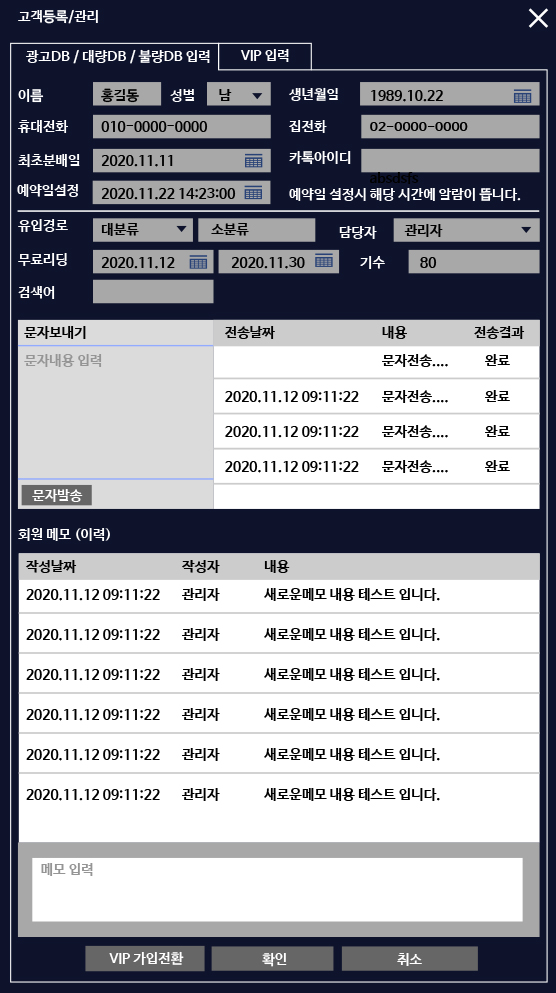 고객등록/관리
광고DB / 대량DB / 불량DB 입력 VIP 입력
이름 홍길동 성별 남 생년월일 1989.10.22
휴대전화 010-0000-0000 집전화 02-0000-0000
최초분배일 2020.11.11 카톡아이디
absdsfs
예약일설정 2020.11.22 14:23:00 예약일 설정시 해당 시간에 알람이 뜹니다.
유입경로 대분류 소분류 담당자 관리자
무료리딩 2020.11.12 2020.11.30 기수 80
검색어
문자보내기 전송날짜 내용 전송결과
문자내용 입력 문자전송.... 완료
2020.11.12 09:11:22 문자전송.... 완료
2020.11.12 09:11:22 문자전송.... 완료
2020.11.12 09:11:22 문자전송.... 완료
문자발송
회원 메모 (이력)
작성날짜 작성자 내용
2020.11.12 09:11:22 관리자 새로운메모 내용 테스트 입니다.
2020.11.12 09:11:22 관리자 새로운메모 내용 테스트 입니다.
2020.11.12 09:11:22 관리자 새로운메모 내용 테스트 입니다.
2020.11.12 09:11:22 관리자 새로운메모 내용 테스트 입니다.
2020.11.12 09:11:22 관리자 새로운메모 내용 테스트 입니다.
2020.11.12 09:11:22 관리자 새로운메모 내용 테스트 입니다.
메모 입력
VIP 가입전환 확인 취소